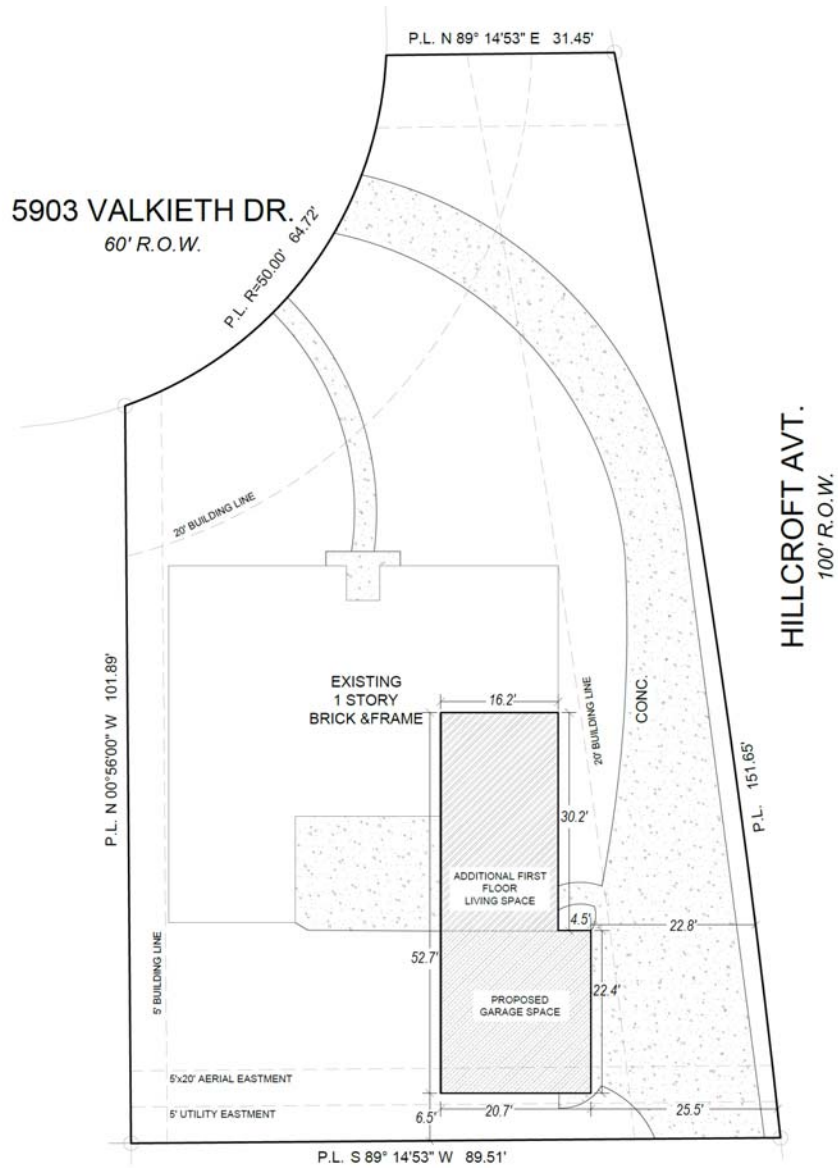 P.L. N 89° 14'53" E 31.45'
5903 VALKIETH DR.
60' R.O.W.
P.L. R=50.00' 64.72'
20' BUILDING LINE
HILLCROFT AVT.
100' R.O.W.
P.L. N 00°56'00" W 101.89'
EXISTING
1 STORY
BRICK &FRAME
16.2'
20' BUILDING LINE
CONC.
P.L. 151.65'
30.2'
ADDITIONAL FIRST
FLOOR
LIVING SPACE
4.5'
22.8'
5' BUILDING LINE
52.7'
22.4'
PROPOSED
GARAGE SPACE
5'x20' AERIAL EASTMENT
5' UTILITY EASTMENT
6.5'
20.7'
25.5'
P.L. S 89° 14'53" W 89.51'